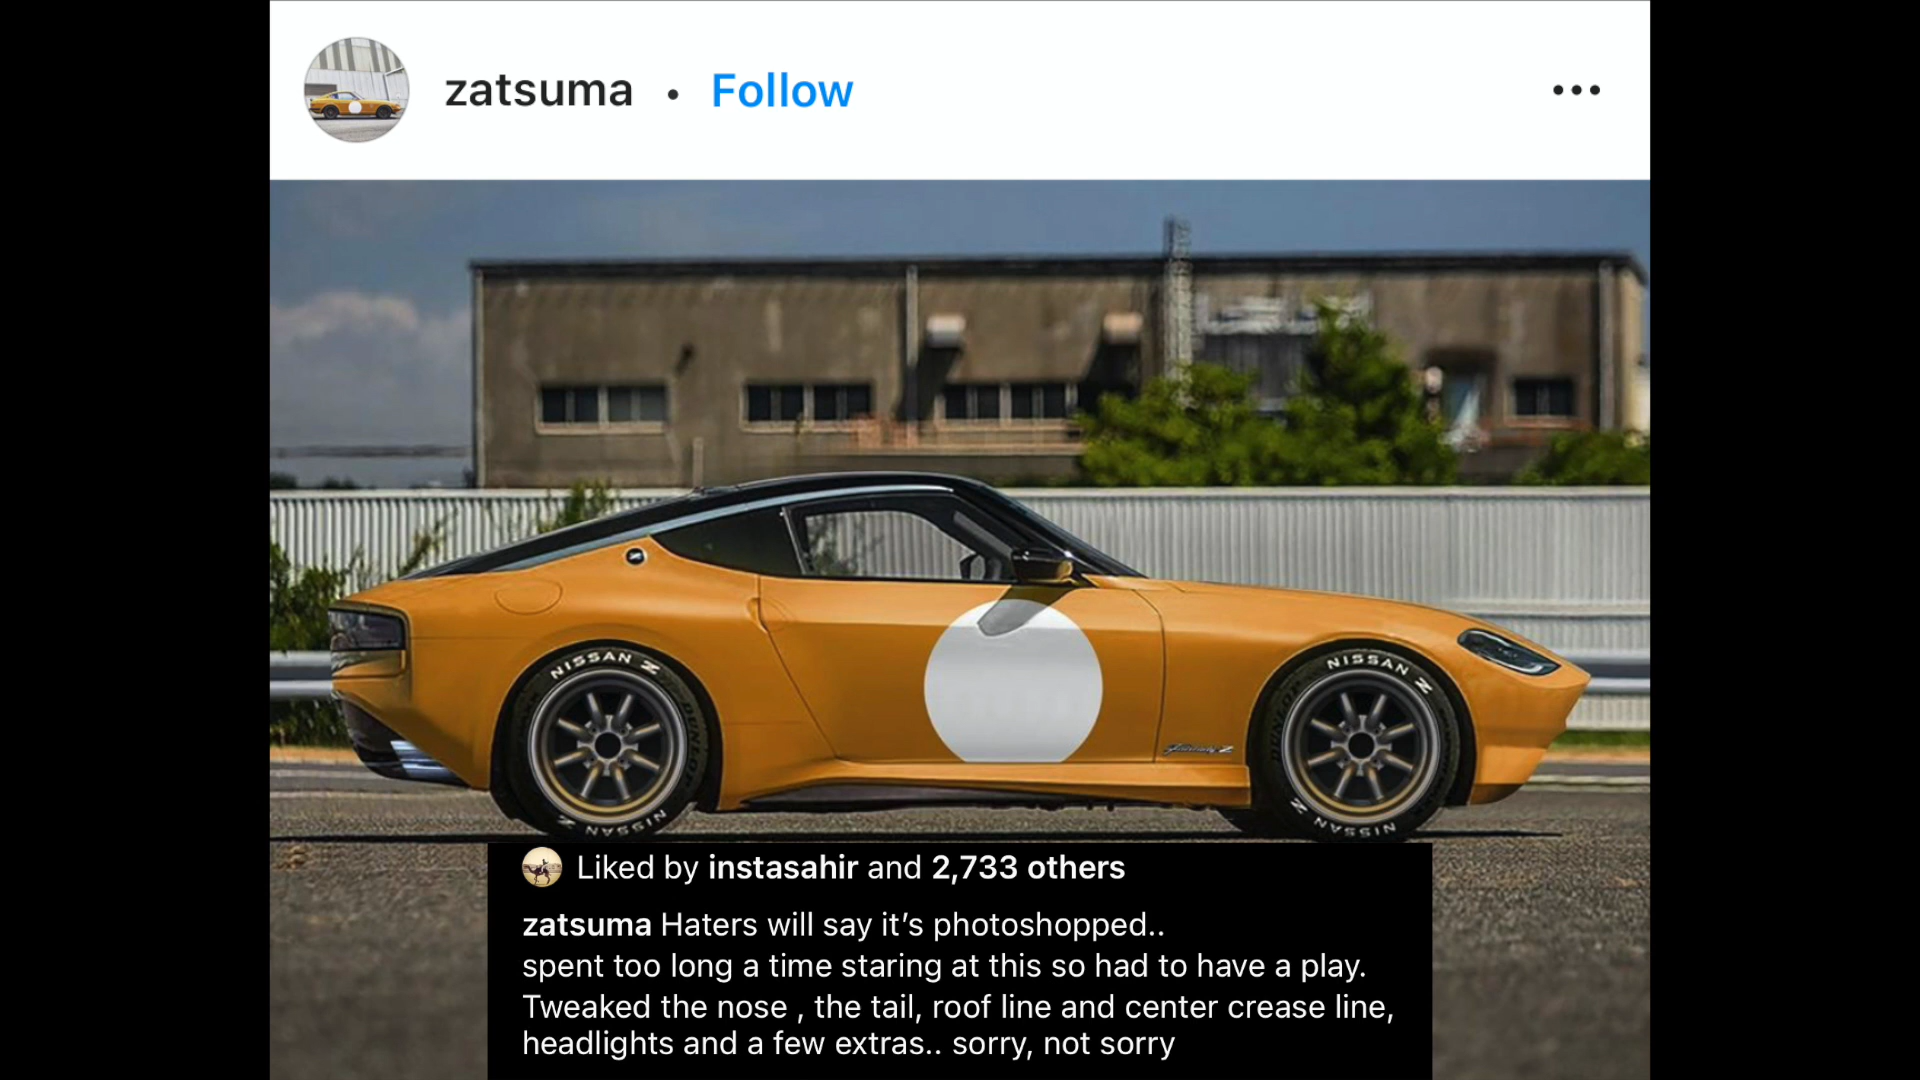 zatsuma • Follow
NISSAN Z
NISSAN Z
DUNLOP
NISSAN Z
Z NISSAN
Liked by instasahir and 2,733 others
zatsuma Haters will say it’s photoshopped..
spent too long a time staring at this so had to have a play.
Tweaked the nose , the tail, roof line and center crease line,
headlights and a few extras.. sorry, not sorry